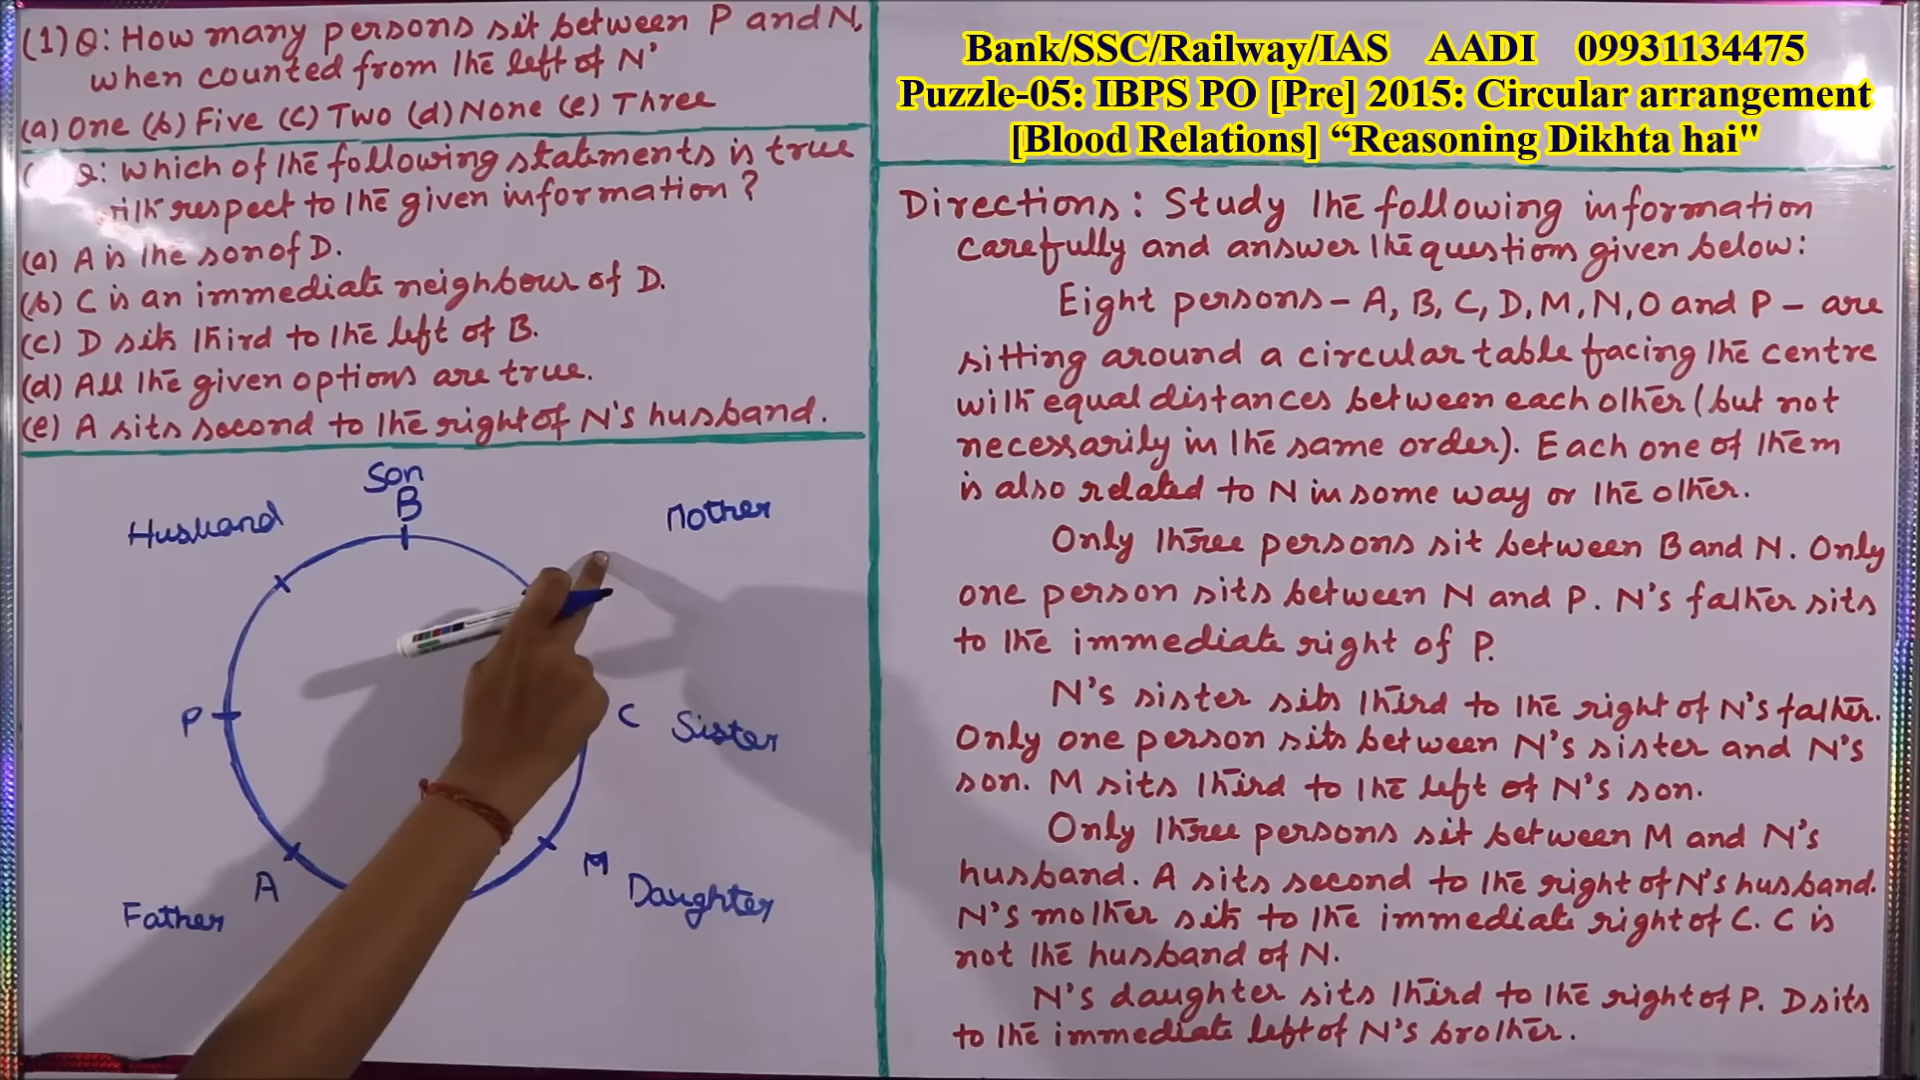 (1) Q: How many persons sit between P and N,
when counted from the left of N'
(a) One (b) Five (c) Two (d) None (e) Three
Q: Which of the following statements is true
respect to the given information?
(a) A is the son of D.
(b) C is an immediate neighbour of D.
(c) D sits third to the left of B.
(d) All the given options are true.
(e) A sits second to the right of N's husband.
Son
B
Husband
Mother
P
C Sister
A
M
Daughter
Father
Bank/SSC/Railway/IAS AADI 09931134475
Puzzle-05: IBPS PO [Pre] 2015: Circular arrangement
[Blood Relations] “Reasoning Dikhta hai"
Directions: Study the following information
carefully and answer the questions given below:
Eight persons - A, B, C, D, M, N, O and P - are
sitting around a circular table facing the centre
with equal distances between each other (but not
necessarily in the same order). Each one of them
is also related to N in some way or the other.
Only three persons sit between B and N. Only
one person sits between N and P. N's father sits
to the immediate right of P.
N's sister sits third to the right of N's father.
Only one person sits between N's sister and N's
son. M sits third to the left of N's son.
Only three persons sit between M and N's
husband. A sits second to the right of N's husband.
N's mother sits to the immediate right of C. C is
not the husband of N.
N's daughter sits third to the right of P. D sits
to the immediate left of N's brother.